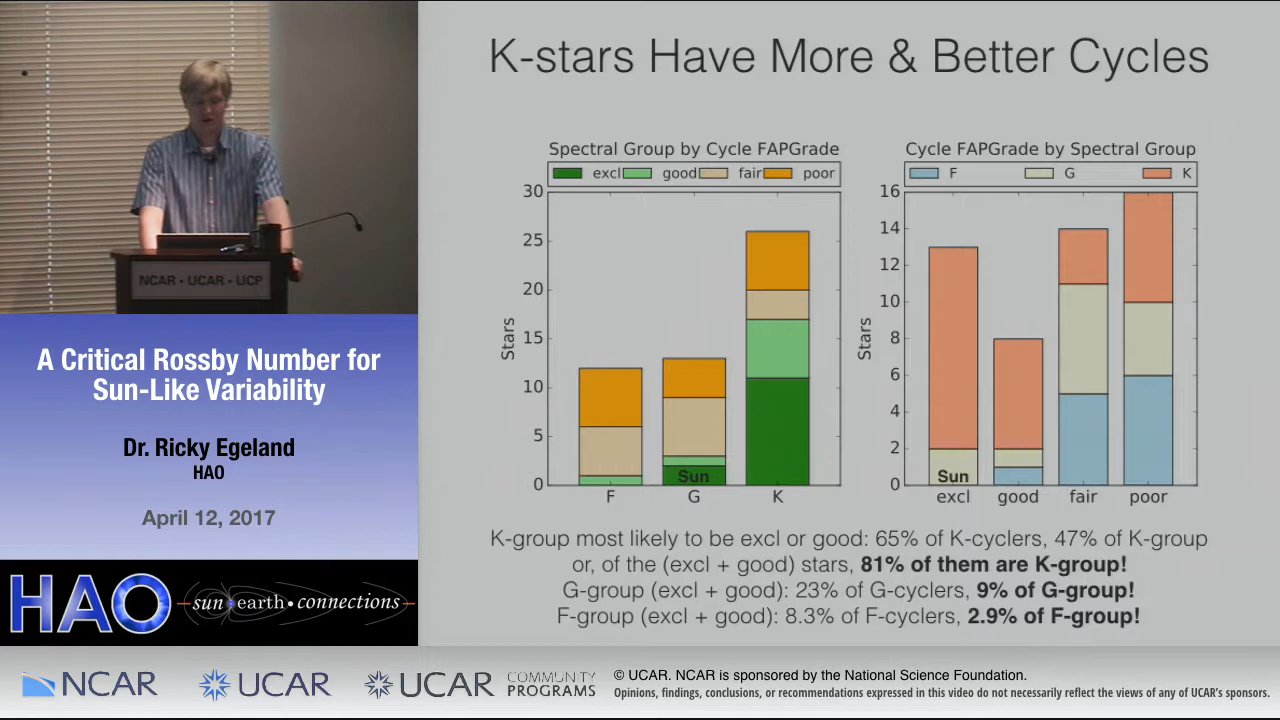 K-stars Have More & Better Cycles
Spectral Group by Cycle FAPGrade
excl good fair poor
30
25
20
15
10
5
0
Stars
Sun
F G K
Cycle FAPGrade by Spectral Group
F G K
16
14
12
10
8
6
4
2
0
Stars
Sun
excl good fair poor
K-group most likely to be excl or good: 65% of K-cyclers, 47% of K-group
or, of the (excl + good) stars, 81% of them are K-group!
G-group (excl + good): 23% of G-cyclers, 9% of G-group!
F-group (excl + good): 8.3% of F-cyclers, 2.9% of F-group!
NCAR • UCAR • UCP
A Critical Rossby Number for
Sun-Like Variability
Dr. Ricky Egeland
HAO
April 12, 2017
HAO sun • earth • connections
NCAR UCAR UCAR COMMUNITY
PROGRAMS
© UCAR. NCAR is sponsored by the National Science Foundation.
Opinions, findings, conclusions, or recommendations expressed in this video do not necessarily reflect the views of any of UCAR's sponsors.